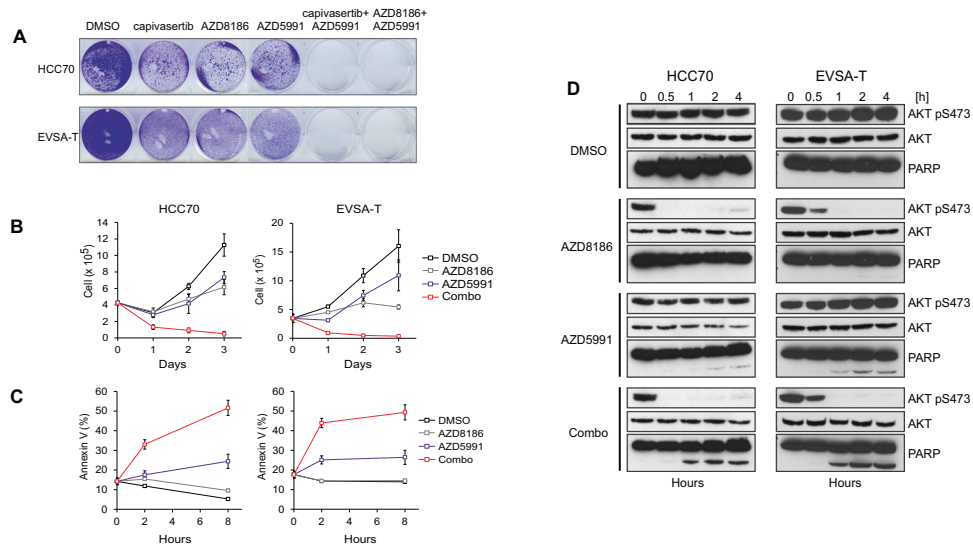 A
DMSO capivasertib AZD8186 AZD5991 capivasertib+ AZD5991 AZD8186+ AZD5991
HCC70
EVSA-T
B
HCC70
Cell (x 10⁵)
14
12
10
8
6
4
2
0
0 1 2 3
Days
EVSA-T
Cell (x 10⁵)
20
15
10
5
0
0 1 2 3
Days
DMSO
AZD8186
AZD5991
Combo
C
Annexin V (%)
60
50
40
30
20
10
0
0 2 4 6 8
Hours
Annexin V (%)
60
50
40
30
20
10
0
0 2 4 6 8
Hours
DMSO
AZD8186
AZD5991
Combo
D
HCC70 EVSA-T
0 0.5 1 2 4 0 0.5 1 2 4 [h]
DMSO
AKT pS473
AKT
PARP
AZD8186
AKT pS473
AKT
PARP
AZD5991
AKT pS473
AKT
PARP
Combo
AKT pS473
AKT
PARP
Hours Hours